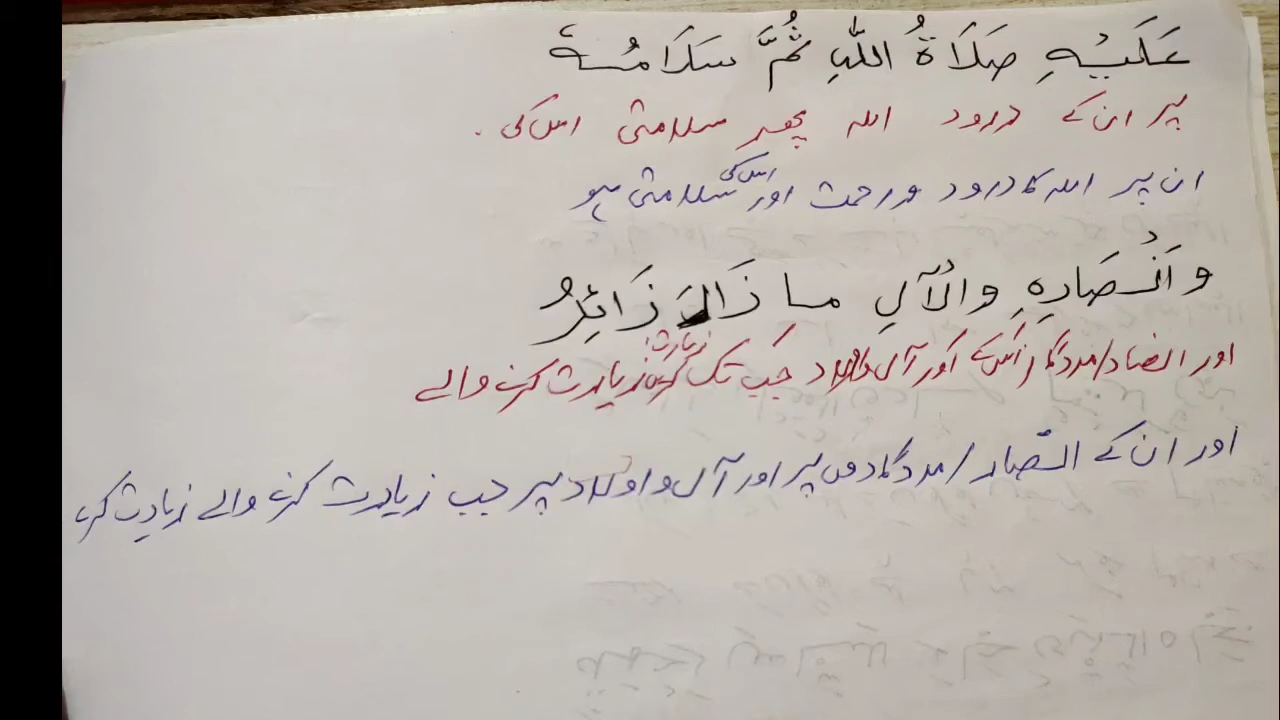 عَلَيْهِ صَلَاةُ اللّٰهِ ثُمَّ سَلَامُهٗ
پر ان کے درود اللہ پھر سلامتی اس کی۔
ان پر اللہ کا درود و رحمت اور اس کی سلامتی ہو
وَاَنْصَارِهِ وَالْآلِ مَا زَارَ زَائِرُ
اور انصار/مددگار اس کے اور آل و اولاد جب تک زیارت کرے زیارت کرنے والے
اور ان کے انصار/مددگاروں پر اور آل و اولاد پر جب زیارت کرنے والے زیارت کرے